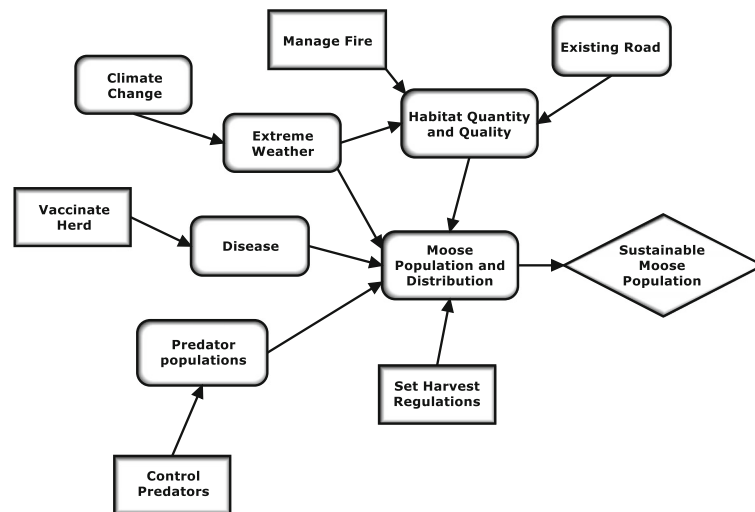 Manage Fire
Existing Road
Climate
Change
Habitat Quantity
and Quality
Extreme
Weather
Vaccinate
Herd
Disease
Moose
Population and
Distribution
Sustainable
Moose
Population
Predator
populations
Set Harvest
Regulations
Control
Predators